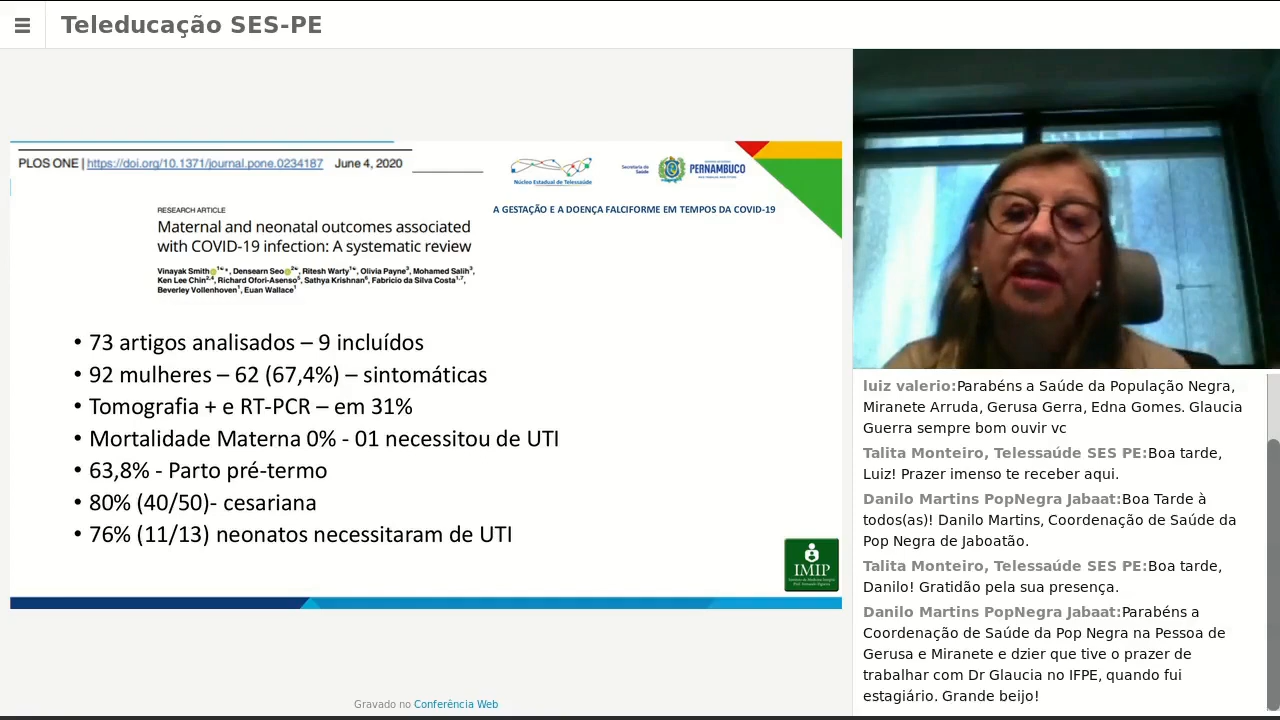 Teleducação SES-PE
PLOS ONE | https://doi.org/10.1371/journal.pone.0234187 June 4, 2020
Núcleo Estadual de Telessaúde
Secretaria de
Saúde
PERNAMBUCO
A GESTAÇÃO E A DOENÇA FALCIFORME EM TEMPOS DA COVID-19
RESEARCH ARTICLE
Maternal and neonatal outcomes associated
with COVID-19 infection: A systematic review
Vinayak Smith, Densearn Seo, Ritesh Warty, Olivia Payne, Mohamed Salih,
Ken Lee Chin, Richard Ofori-Asenso, Sathya Krishnan, Fabricio da Silva Costa,
Beverley Vollenhoven, Euan Wallace
• 73 artigos analisados – 9 incluídos
• 92 mulheres – 62 (67,4%) – sintomáticas
• Tomografia + e RT-PCR – em 31%
• Mortalidade Materna 0% - 01 necessitou de UTI
• 63,8% - Parto pré-termo
• 80% (40/50)- cesariana
• 76% (11/13) neonatos necessitaram de UTI
IMIP
Gravado no Conferência Web
luiz valerio:Parabéns a Saúde da População Negra,
Miranete Arruda, Gerusa Gerra, Edna Gomes. Glaucia
Guerra sempre bom ouvir vc
Talita Monteiro, Telessaúde SES PE:Boa tarde,
Luiz! Prazer imenso te receber aqui.
Danilo Martins PopNegra Jabaat:Boa Tarde à
todos(as)! Danilo Martins, Coordenação de Saúde da
Pop Negra de Jaboatão.
Talita Monteiro, Telessaúde SES PE:Boa tarde,
Danilo! Gratidão pela sua presença.
Danilo Martins PopNegra Jabaat:Parabéns a
Coordenação de Saúde da Pop Negra na Pessoa de
Gerusa e Miranete e dzier que tive o prazer de
trabalhar com Dr Glaucia no IFPE, quando fui
estagiário. Grande beijo!